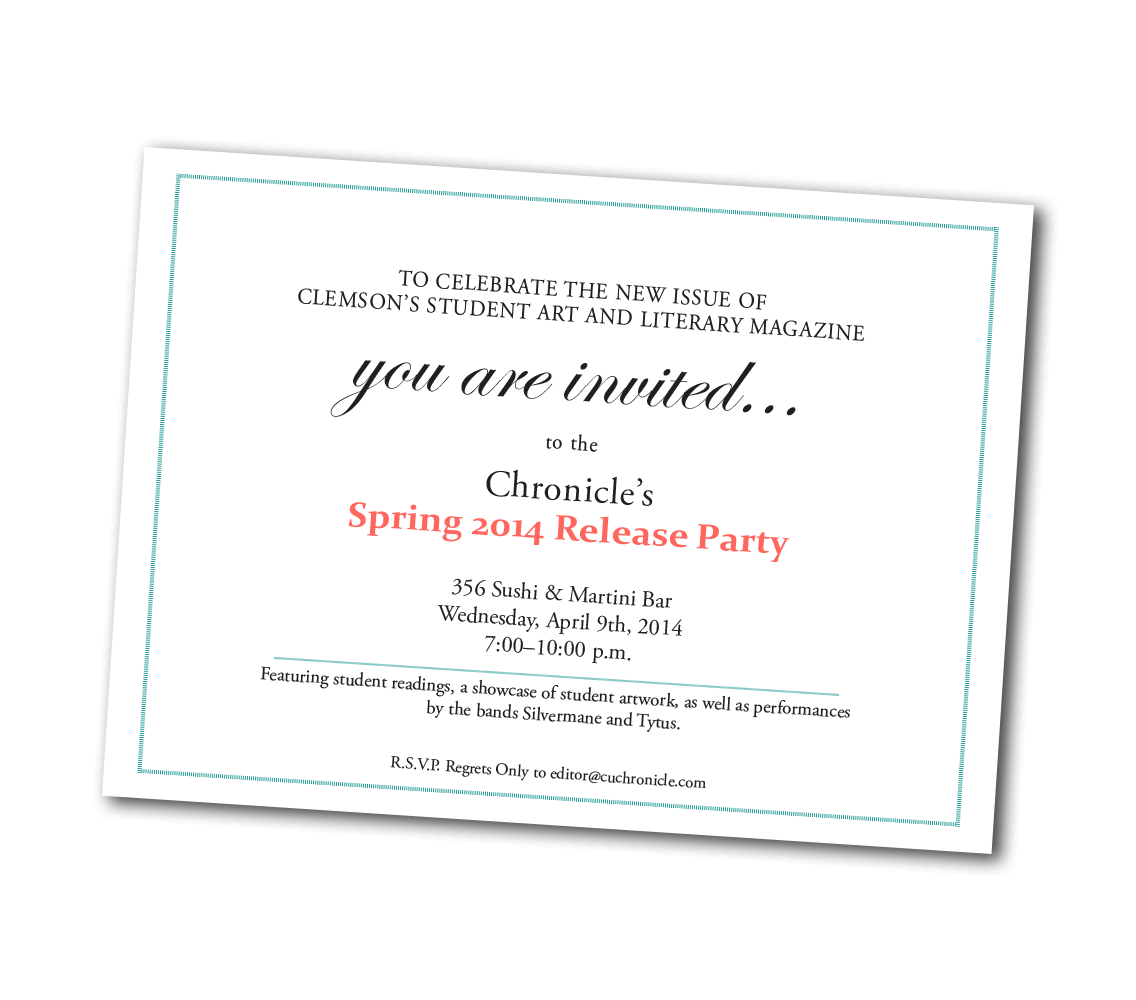 TO CELEBRATE THE NEW ISSUE OF
CLEMSON'S STUDENT ART AND LITERARY MAGAZINE
you are invited...
to the
Chronicle's
Spring 2014 Release Party
356 Sushi & Martini Bar
Wednesday, April 9th, 2014
7:00–10:00 p.m.
Featuring student readings, a showcase of student artwork, as well as performances
by the bands Silvermane and Tytus.
R.S.V.P. Regrets Only to editor@cuchronicle.com